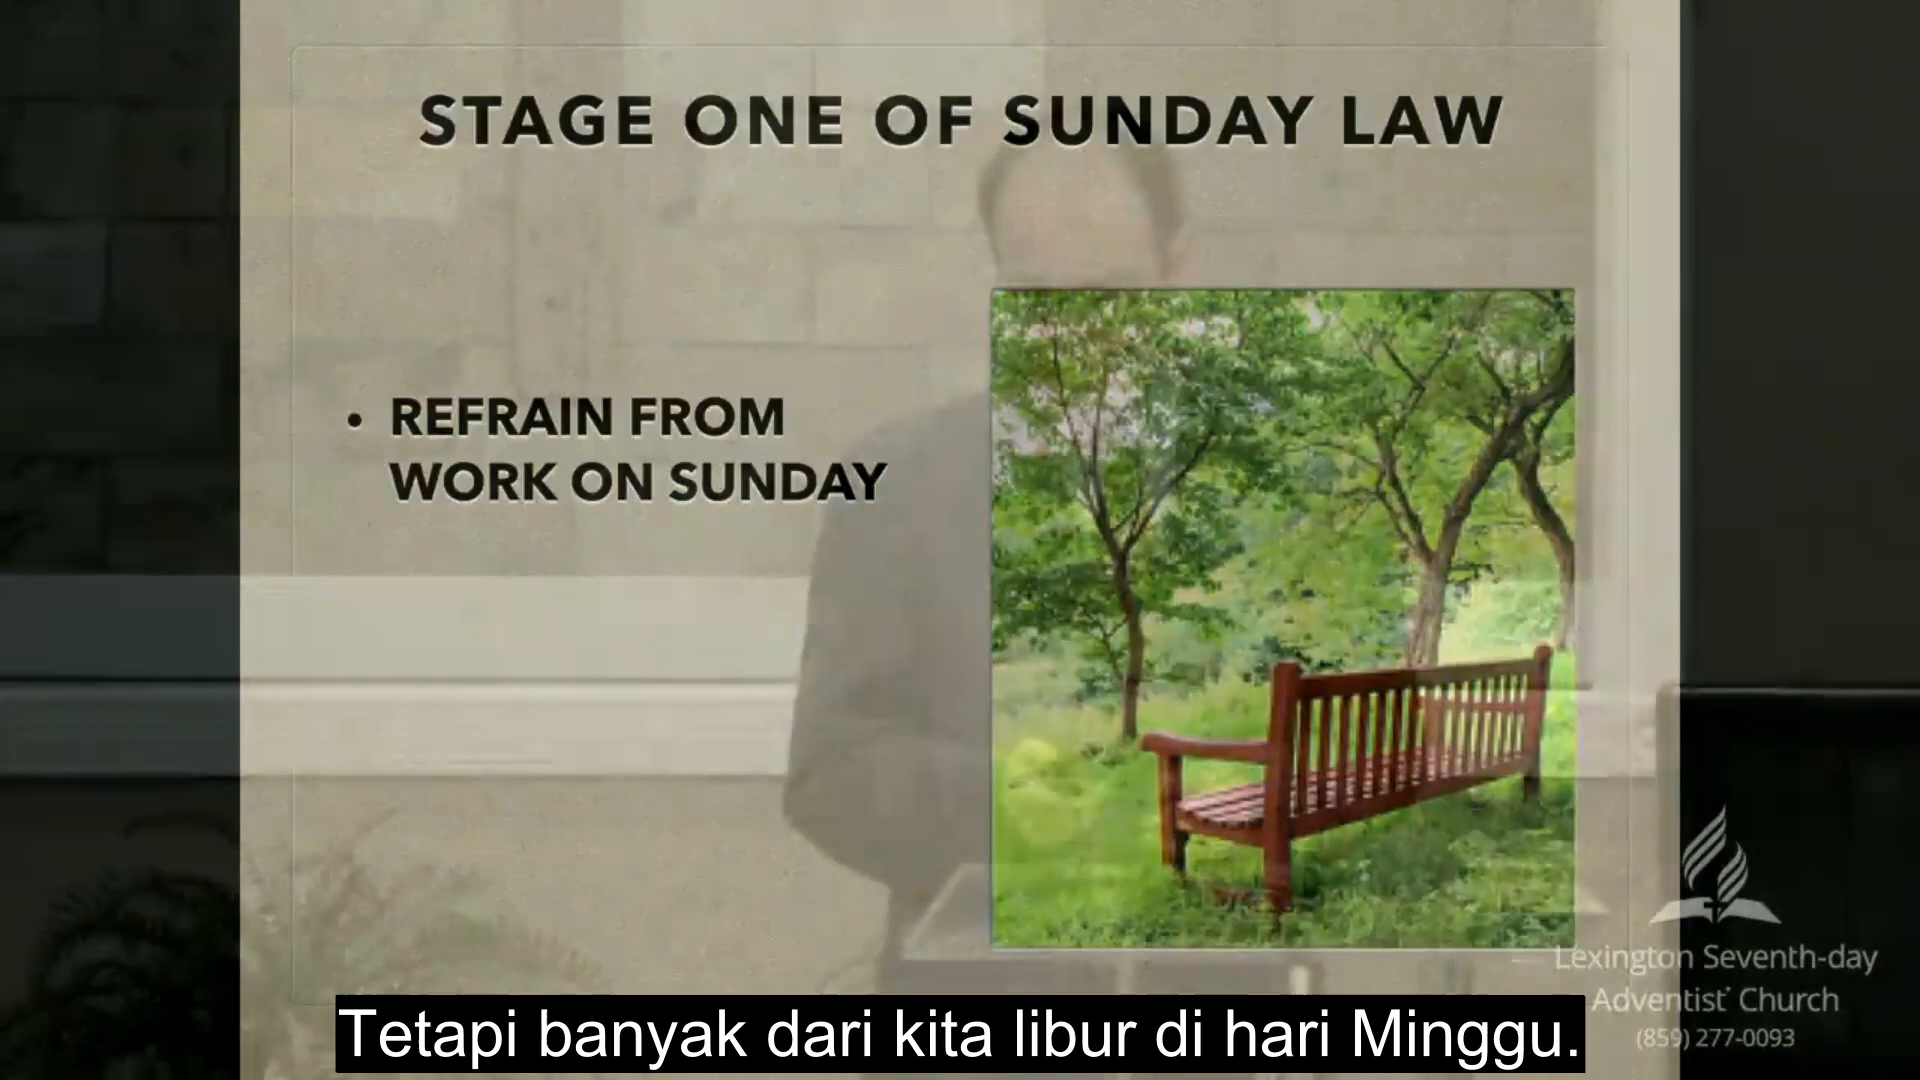 STAGE ONE OF SUNDAY LAW
• REFRAIN FROM
WORK ON SUNDAY
Lexington Seventh-day
Adventist Church
(859) 277-0093
Tetapi banyak dari kita libur di hari Minggu.